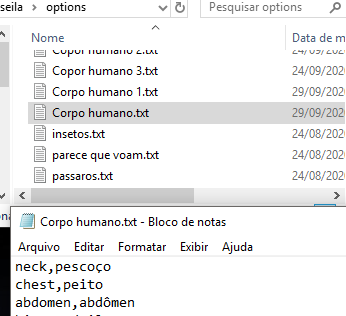 seila > options
Pesquisar options
Nome
Data de m
Copor humano 2.txt
24/09/202
Copor humano 3.txt
24/09/202
Corpo humano 1.txt
29/09/202
Corpo humano.txt
29/09/202
insetos.txt
24/08/202
parece que voam.txt
24/08/202
passaros.txt
24/08/202
Corpo humano.txt - Bloco de notas
Arquivo Editar Formatar Exibir Ajuda
neck,pescoço
chest,peito
abdomen,abdômen